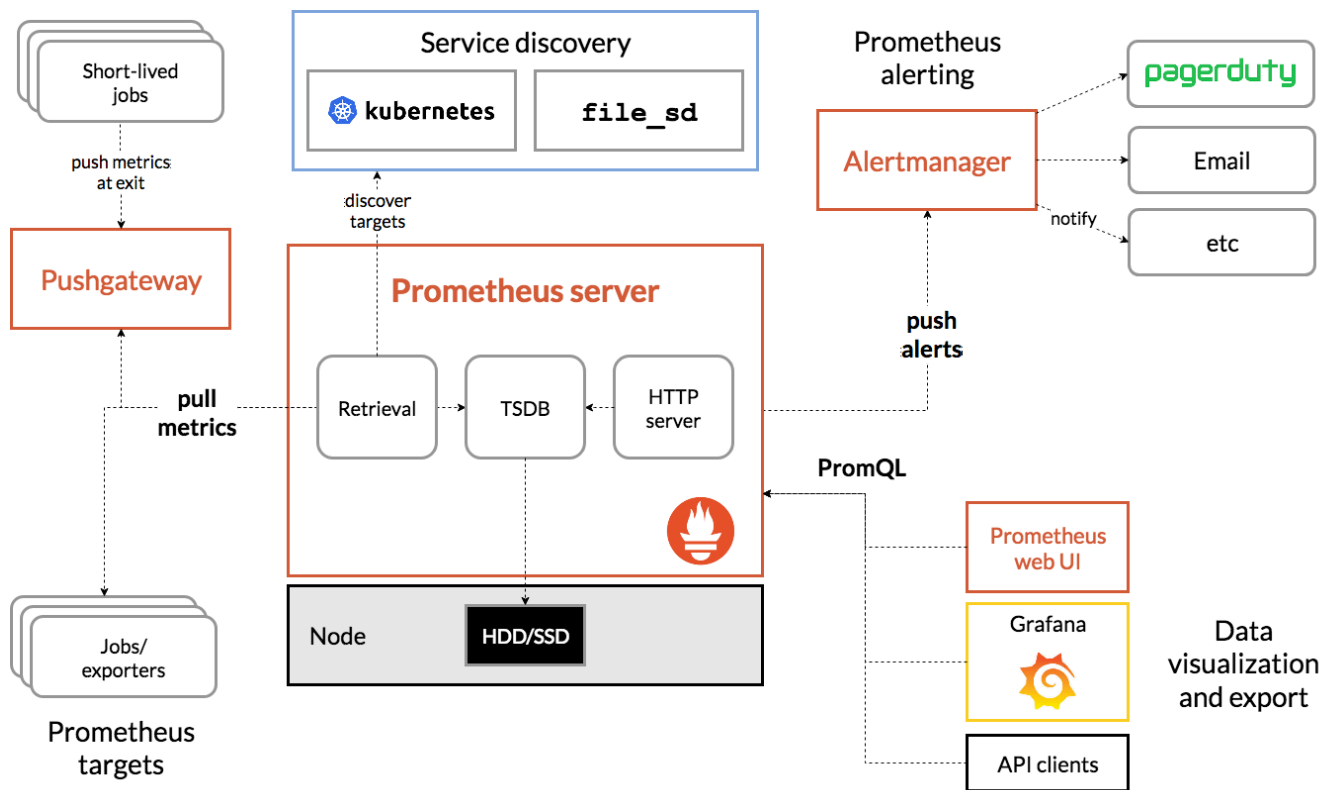 Short-lived
jobs
push metrics
at exit
Pushgateway
Service discovery
kubernetes
file_sd
discover
targets
Prometheus
alerting
Alertmanager
pagerduty
Email
etc
notify
Prometheus server
Retrieval
TSDB
HTTP
server
pull
metrics
push
alerts
PromQL
Node
HDD/SSD
Jobs/
exporters
Prometheus
targets
Prometheus
web UI
Grafana
API clients
Data
visualization
and export